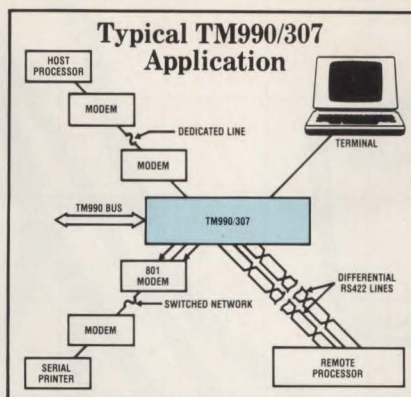 Typical TM990/307
Application
HOST
PROCESSOR
MODEM
DEDICATED LINE
MODEM
TERMINAL
TM990 BUS
TM990/307
801
MODEM
SWITCHED NETWORK
MODEM
SERIAL
PRINTER
DIFFERENTIAL
RS422 LINES
REMOTE
PROCESSOR